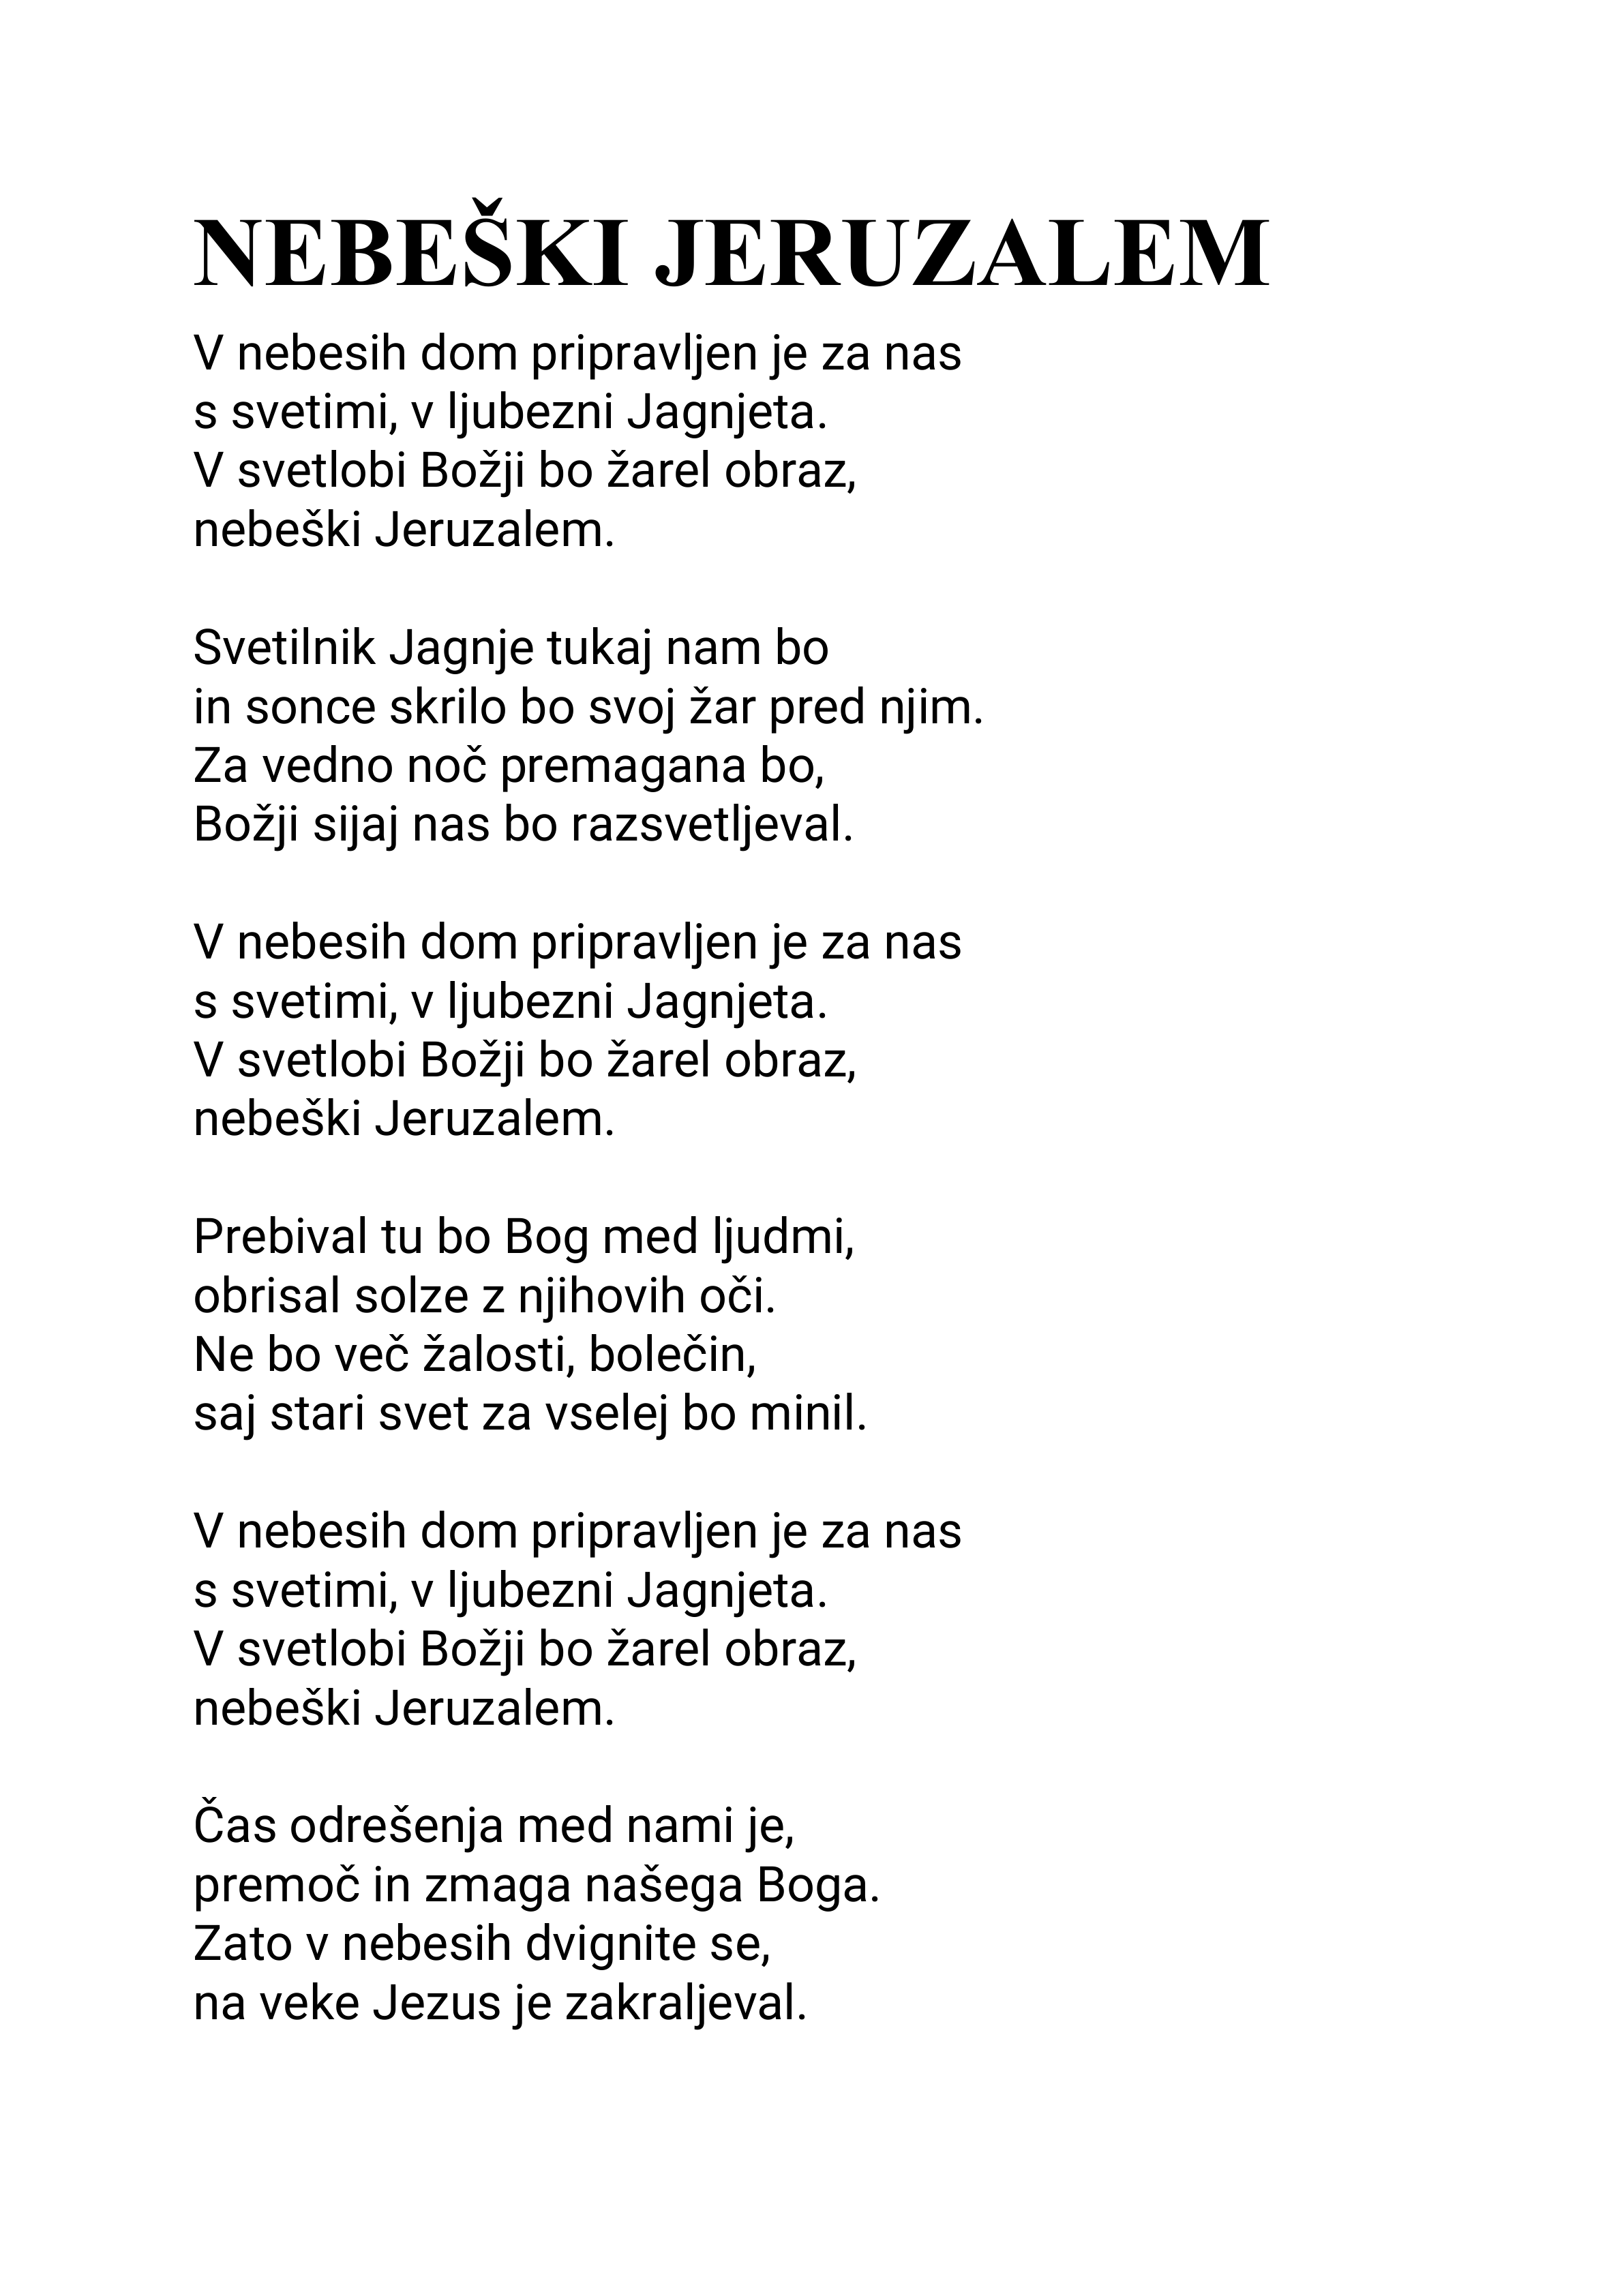 NEBEŠKI JERUZALEM
V nebesih dom pripravljen je za nas
s svetimi, v ljubezni Jagnjeta.
V svetlobi Božji bo žarel obraz,
nebeški Jeruzalem.
Svetilnik Jagnje tukaj nam bo
in sonce skrilo bo svoj žar pred njim.
Za vedno noč premagana bo,
Božji sijaj nas bo razsvetljeval.
V nebesih dom pripravljen je za nas
s svetimi, v ljubezni Jagnjeta.
V svetlobi Božji bo žarel obraz,
nebeški Jeruzalem.
Prebival tu bo Bog med ljudmi,
obrisal solze z njihovih oči.
Ne bo več žalosti, bolečin,
saj stari svet za vselej bo minil.
V nebesih dom pripravljen je za nas
s svetimi, v ljubezni Jagnjeta.
V svetlobi Božji bo žarel obraz,
nebeški Jeruzalem.
Čas odrešenja med nami je,
premoč in zmaga našega Boga.
Zato v nebesih dvignite se,
na veke Jezus je zakraljeval.